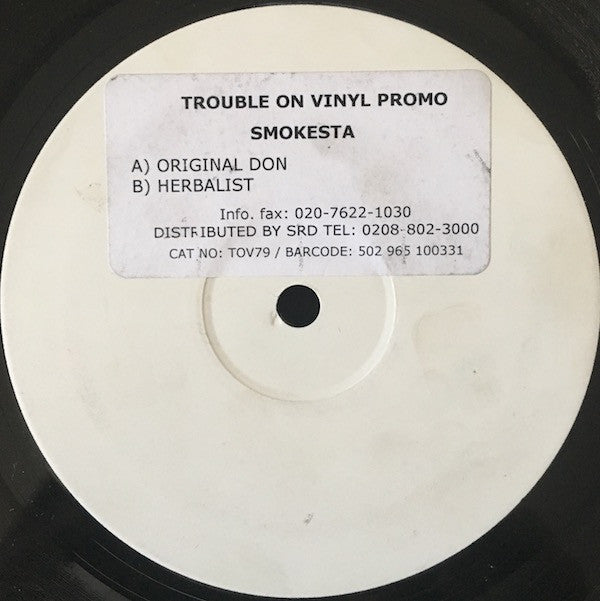 TROUBLE ON VINYL PROMO
SMOKESTA
A) ORIGINAL DON
B) HERBALIST
Info. fax: 020-7622-1030
DISTRIBUTED BY SRD TEL: 0208-802-3000
CAT NO: TOV79 / BARCODE: 502 965 100331